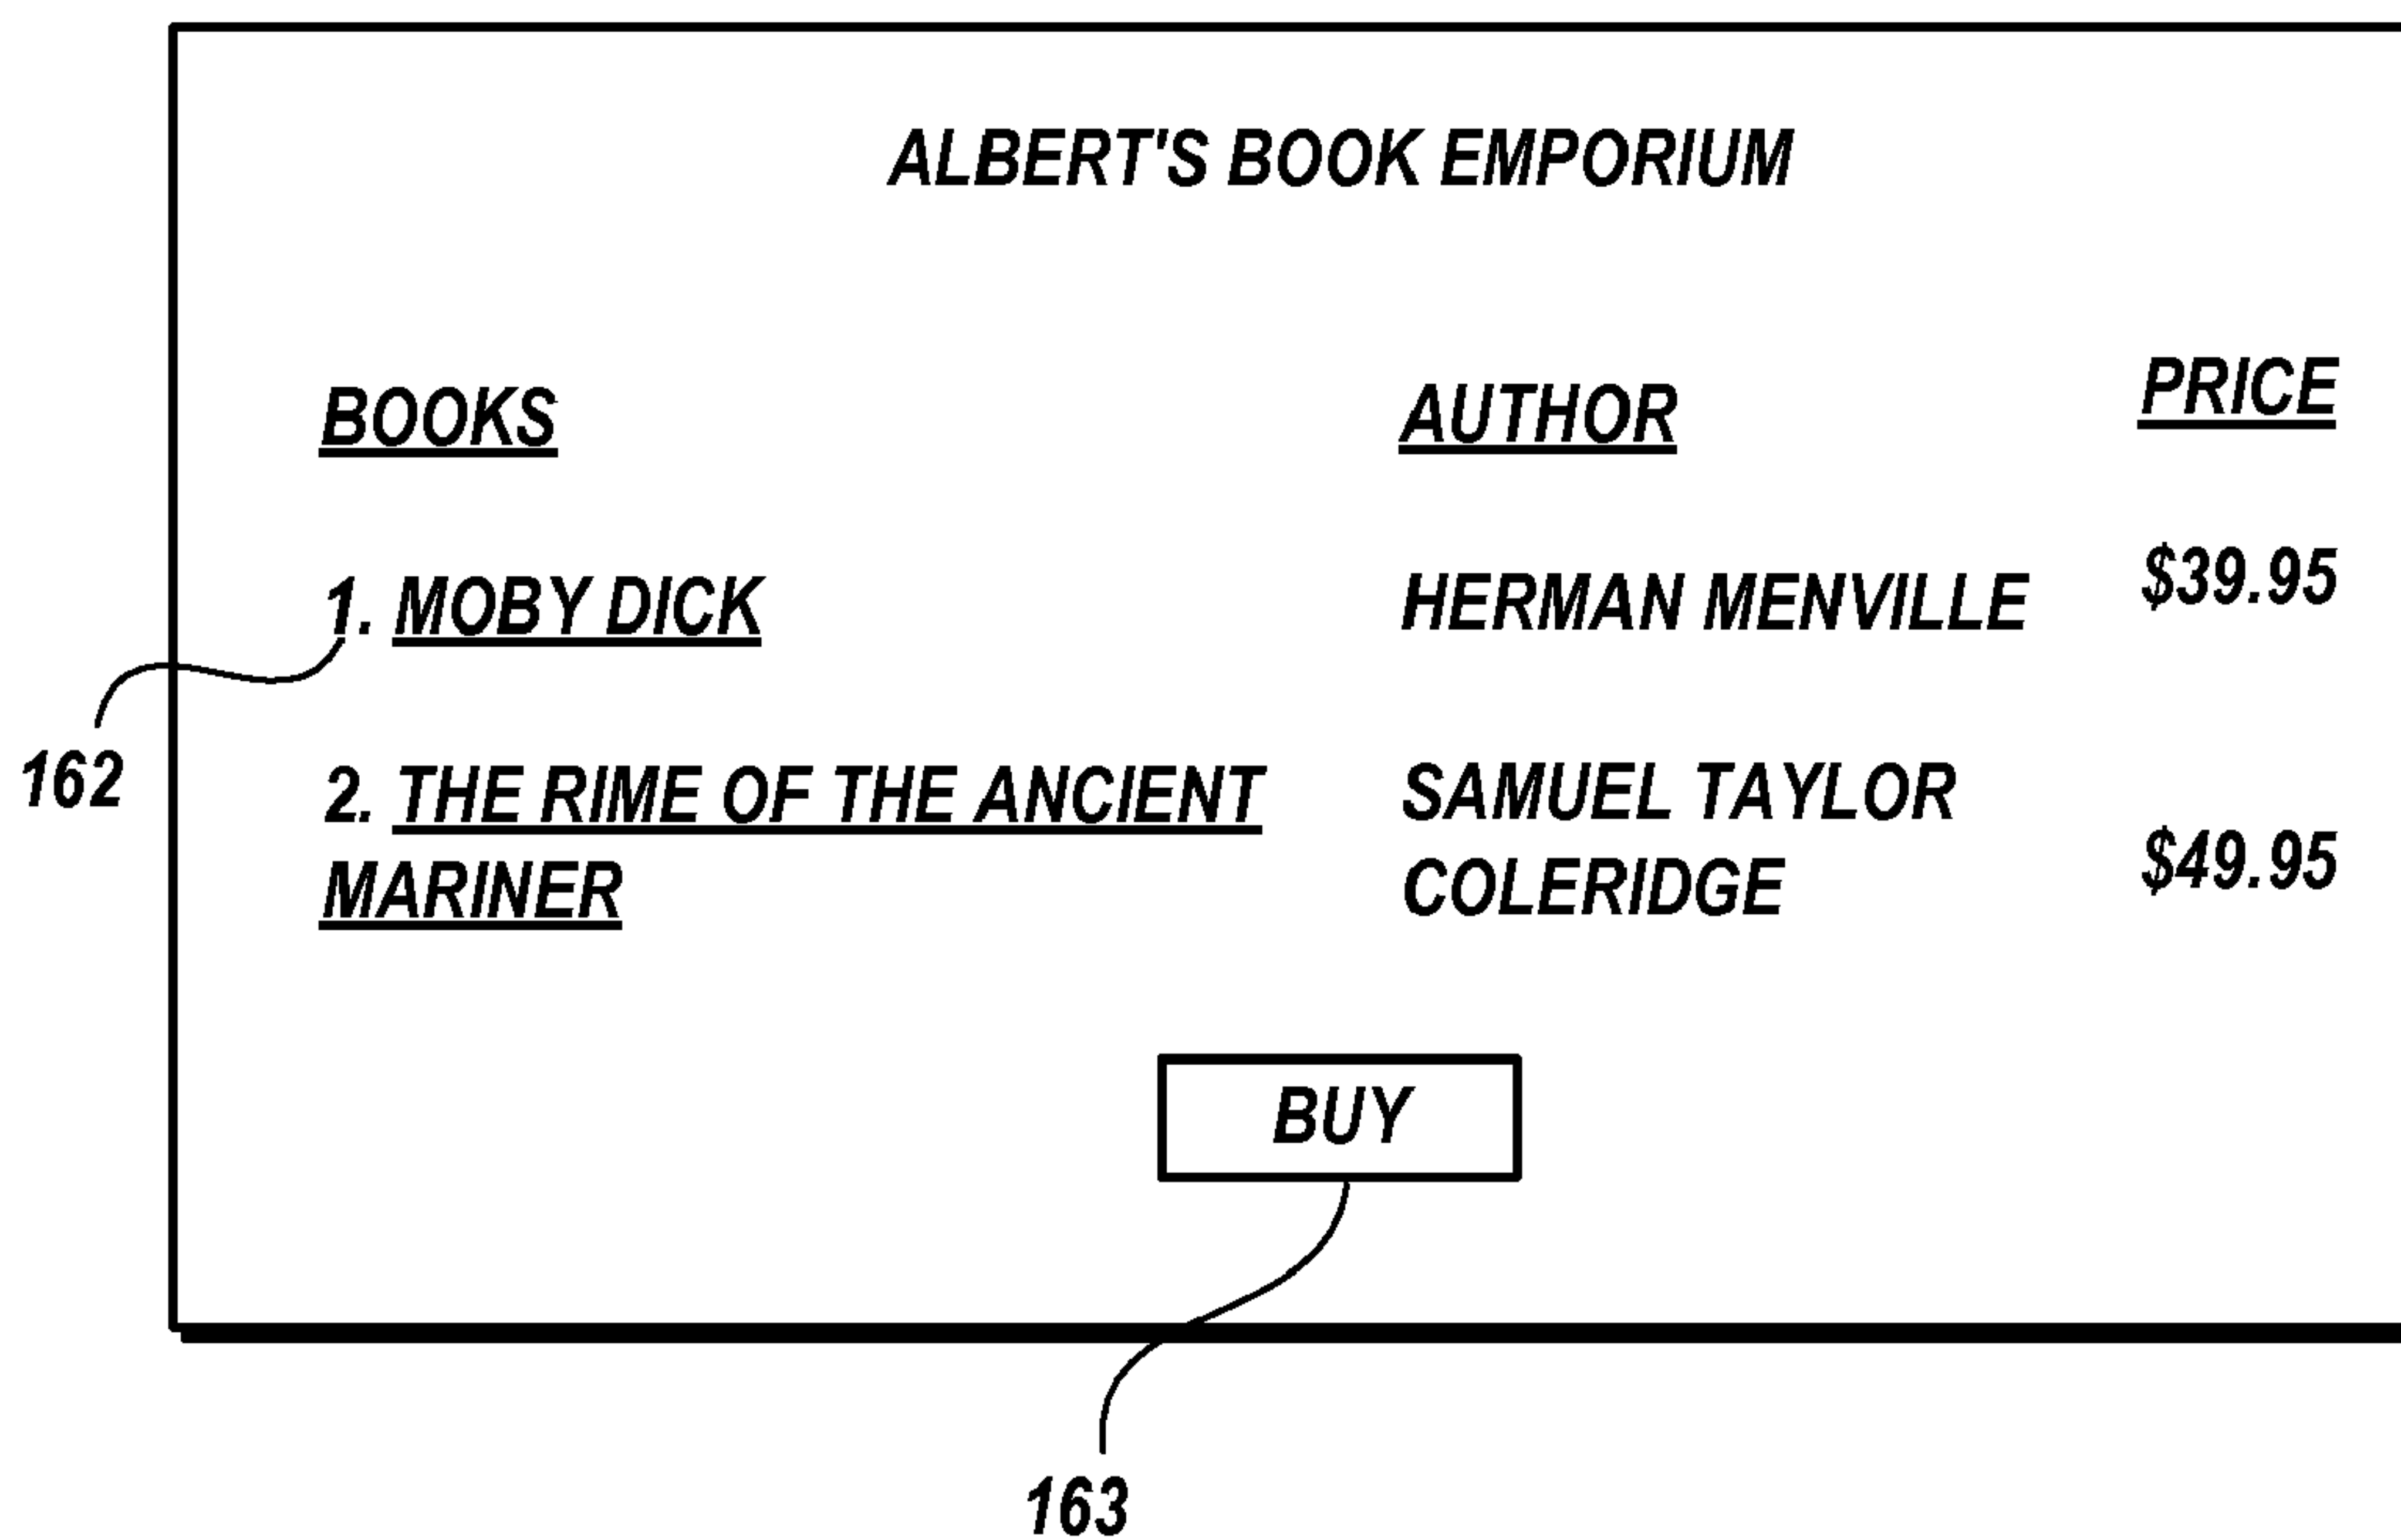 ALBERT'S BOOK EMPORIUM
BOOKS AUTHOR PRICE
1. MOBY DICK HERMAN MENVILLE $39.95
162
2. THE RIME OF THE ANCIENT SAMUEL TAYLOR
MARINER COLERIDGE $49.95
BUY
163